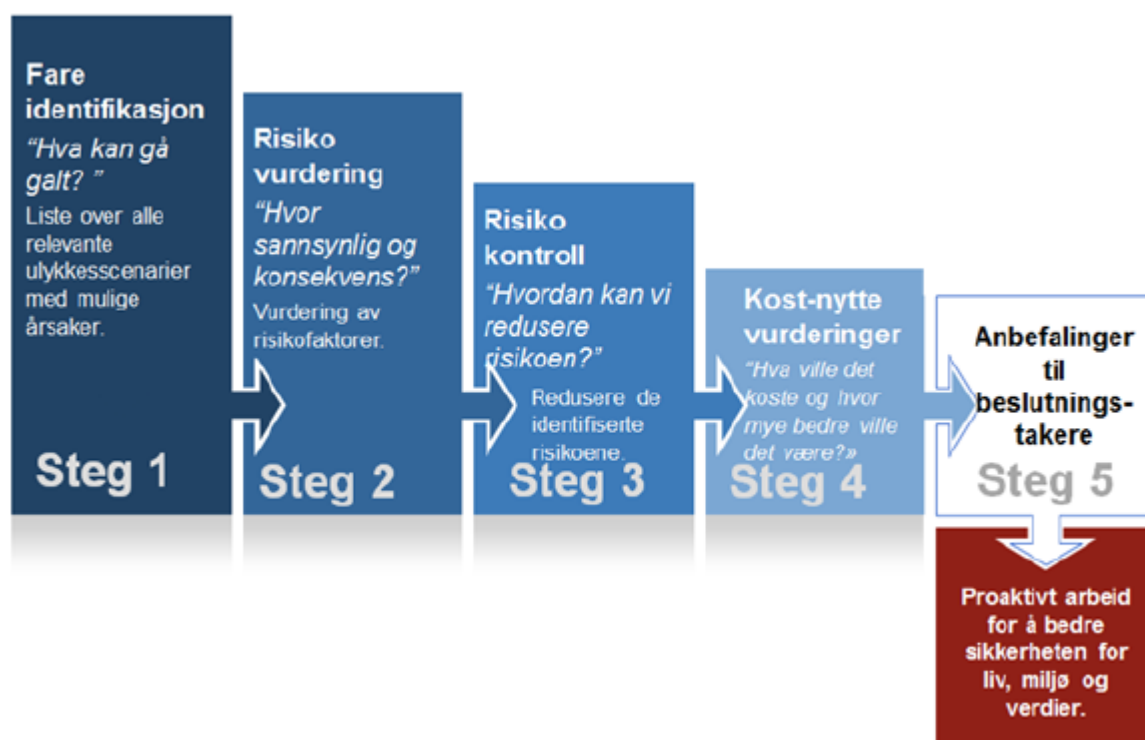 Fare
identifikasjon
“Hva kan gå
galt? ”
Liste over alle
relevante
ulykkesscenarier
med mulige
årsaker.
Steg 1
Risiko
vurdering
“Hvor
sannsynlig og
konsekvens?”
Vurdering av
risikofaktorer.
Steg 2
Risiko
kontroll
“Hvordan kan vi
redusere
risikoen?”
Redusere de
identifiserte
risikoene.
Steg 3
Kost-nytte
vurderinger
“Hva ville det
koste og hvor
mye bedre ville
det være?»
Steg 4
Anbefalinger
til
beslutnings-
takere
Steg 5
Proaktivt arbeid
for å bedre
sikkerheten for
liv, miljø og
verdier.